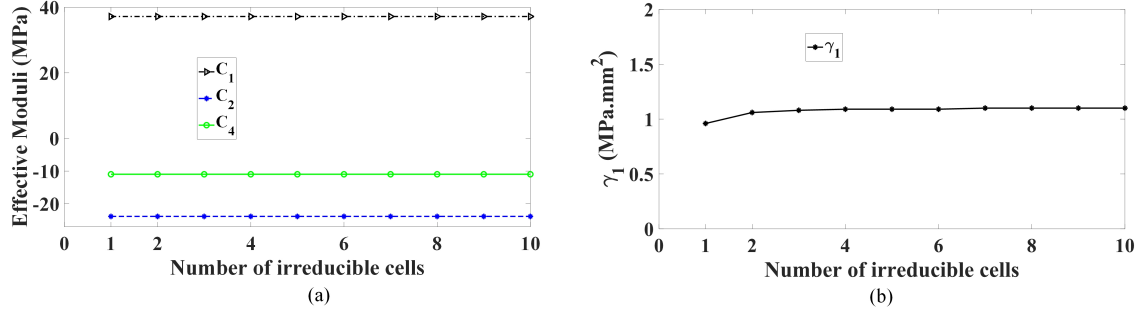 40
20
0
-10
-20
Effective Moduli (MPa)
C1
C2
C4
0 1 2 4 6 8 10
Number of irreducible cells
(a)
2
1.5
1
0.5
0
γ1 (MPa.mm²)
γ1
0 1 2 4 6 8 10
Number of irreducible cells
(b)